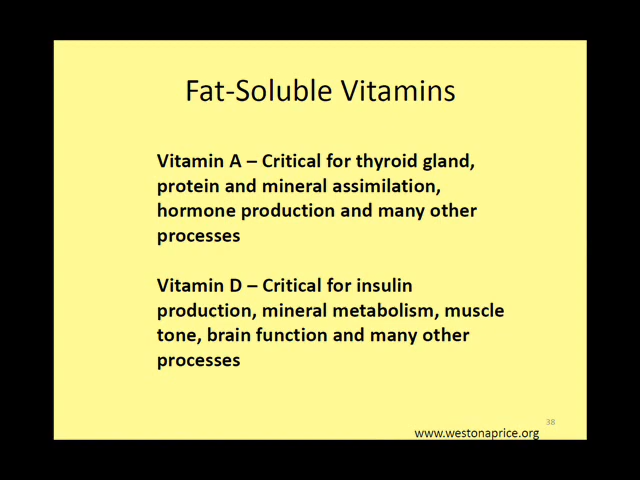 Fat-Soluble Vitamins
Vitamin A – Critical for thyroid gland,
protein and mineral assimilation,
hormone production and many other
processes
Vitamin D – Critical for insulin
production, mineral metabolism, muscle
tone, brain function and many other
processes
38
www.westonaprice.org